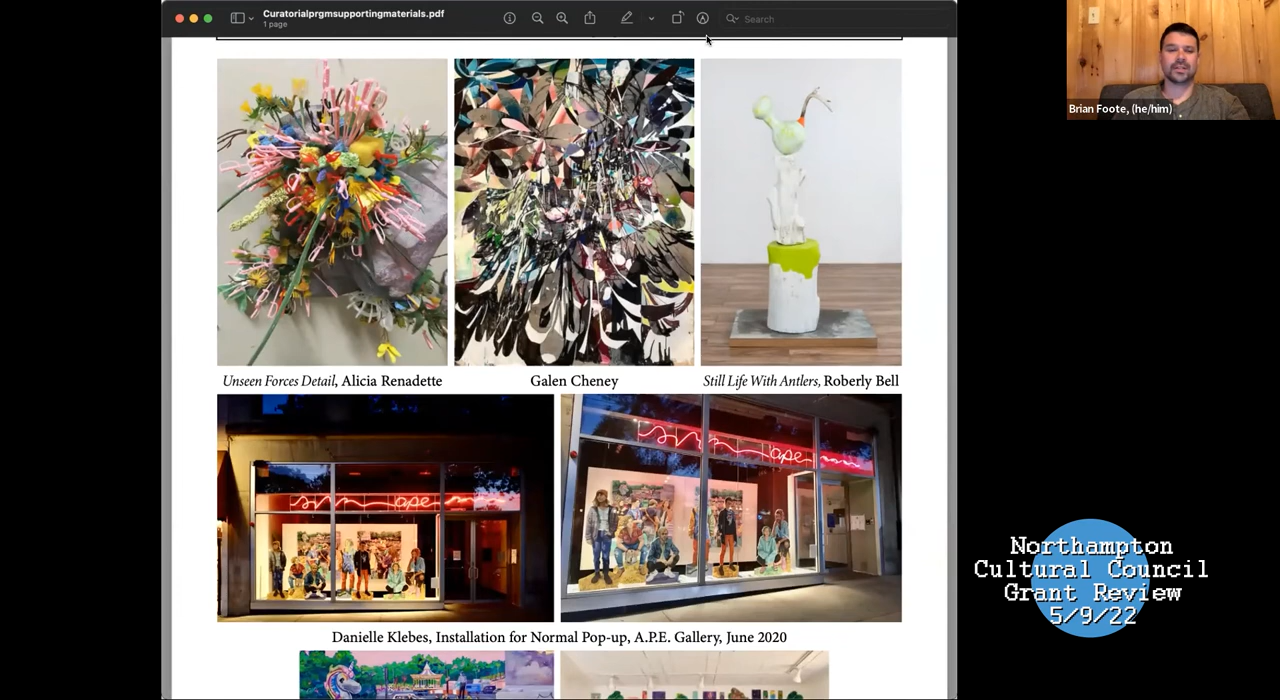 Curatorialprgmsupportingmaterials.pdf
1 page
Search
Brian Foote, (he/him)
Unseen Forces Detail, Alicia Renadette
Galen Cheney
Still Life With Antlers, Roberly Bell
ape
ape
Danielle Klebes, Installation for Normal Pop-up, A.P.E. Gallery, June 2020
Northampton
Cultural Council
Grant Review
5/9/22